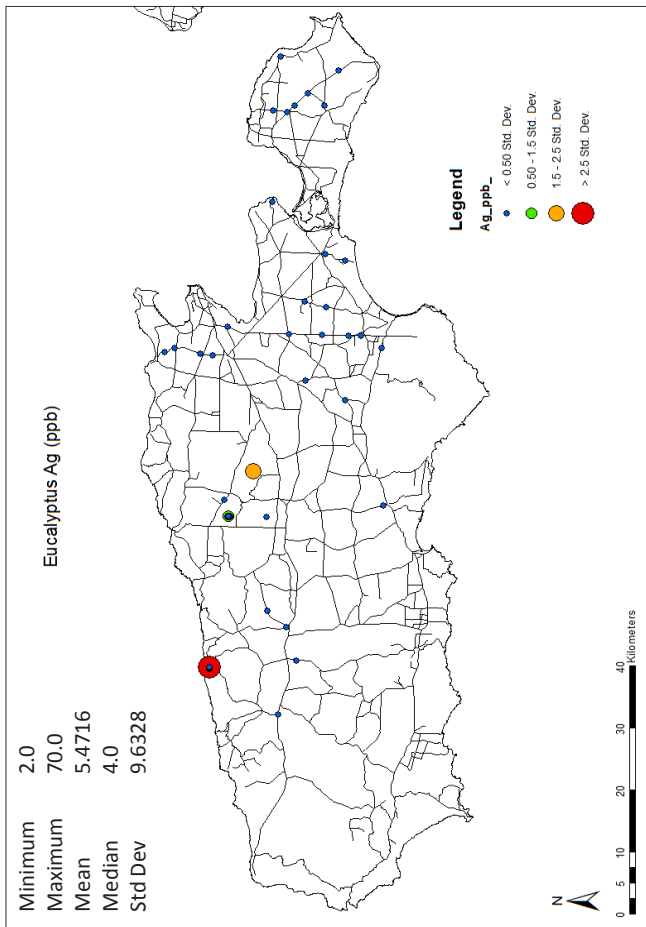 Minimum 2.0
Maximum 70.0
Mean 5.4716
Median 4.0
Std Dev 9.6328
Eucalyptus Ag (ppb)
Legend
Ag_ppb_
< 0.50 Std. Dev.
0.50 - 1.5 Std. Dev.
1.5 - 2.5 Std. Dev.
> 2.5 Std. Dev.
N
0 5 10 20 30 40
Kilometers